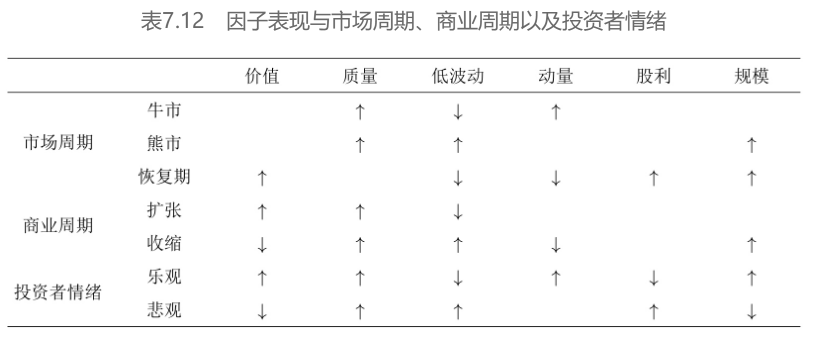 表7.12 因子表现与市场周期、商业周期以及投资者情绪
价值 质量 低波动 动量 股利 规模
牛市 ↑ ↓ ↑
市场周期 熊市 ↑ ↑ ↑
恢复期 ↑ ↓ ↓ ↑ ↑
扩张 ↑ ↑ ↓
商业周期
收缩 ↓ ↑ ↑ ↓ ↑
乐观 ↑ ↑ ↓ ↑ ↓ ↑
投资者情绪
悲观 ↓ ↑ ↑ ↑ ↓